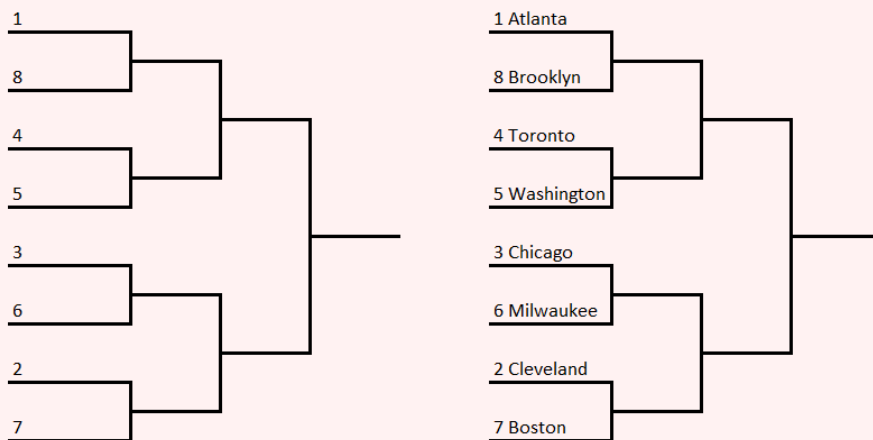 1
8
4
5
3
6
2
7
1 Atlanta
8 Brooklyn
4 Toronto
5 Washington
3 Chicago
6 Milwaukee
2 Cleveland
7 Boston